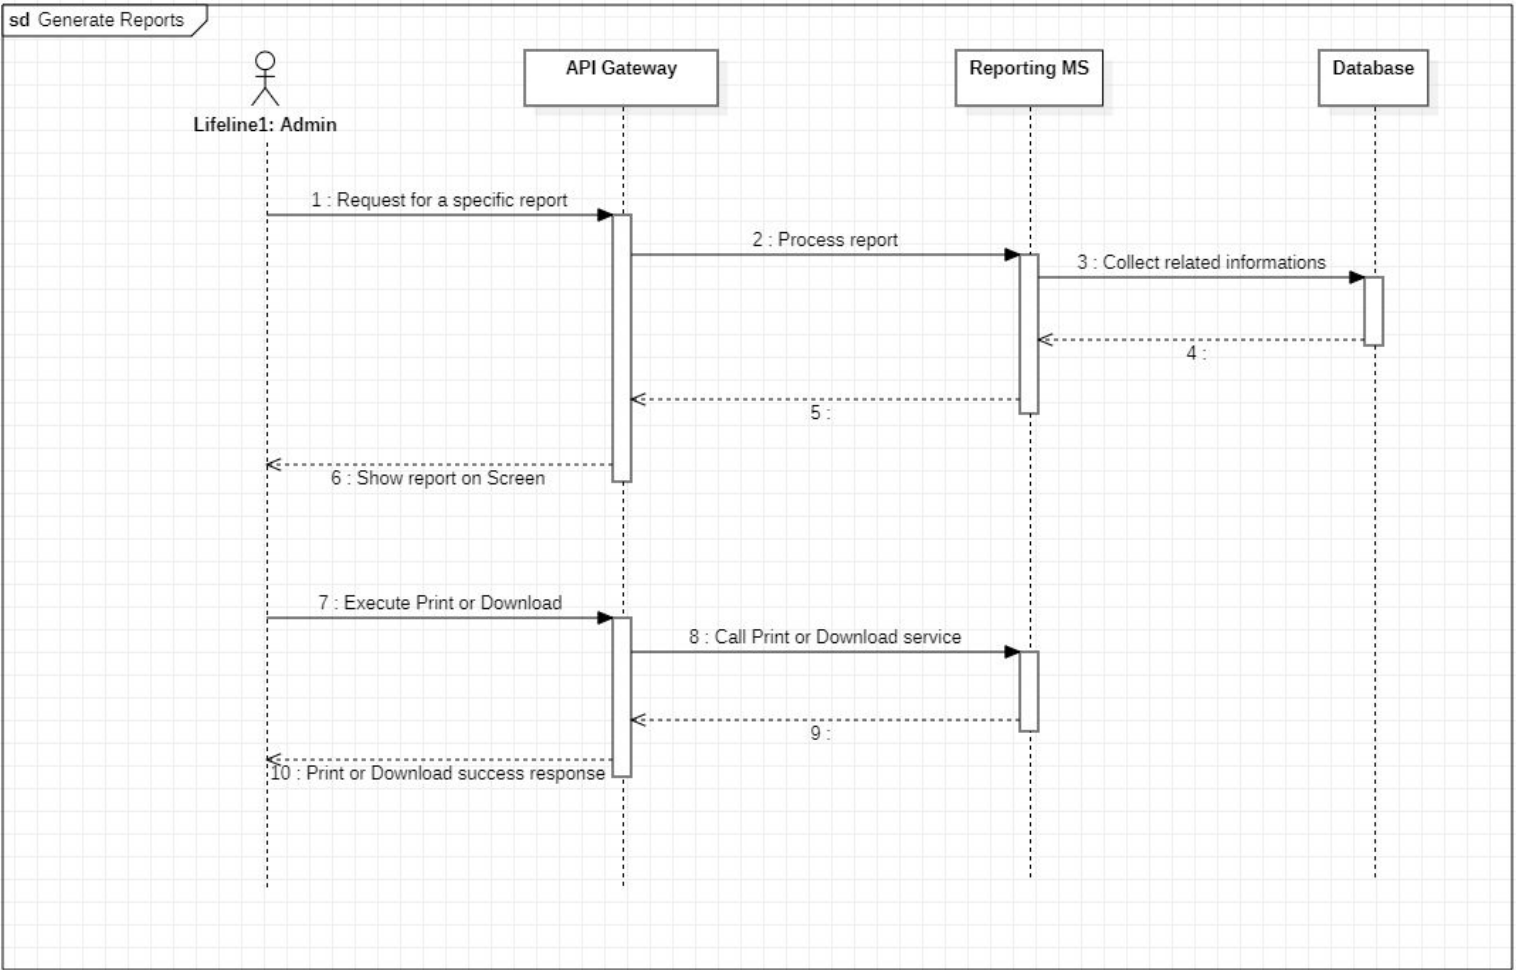 sd Generate Reports
API Gateway
Reporting MS
Database
Lifeline1: Admin
1 : Request for a specific report
2 : Process report
3 : Collect related informations
4 :
5 :
6 : Show report on Screen
7 : Execute Print or Download
8 : Call Print or Download service
9 :
10 : Print or Download success response